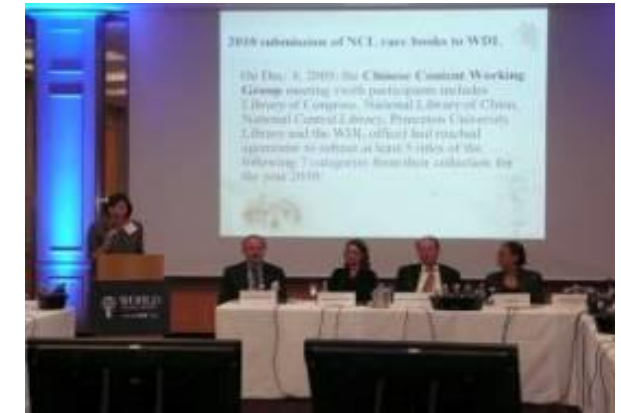 2010 submission of NCL rare books to WDL
On Dec. 8, 2009, the Chinese Content Working
Group meeting (with participants includes
Library of Congress, National Library of China,
National Central Library, Princeton University
Library and the WDL officer had reached
agreement to submit at least 5 titles of the
following 7 categories from their collection for
the year 2010:
WORLD